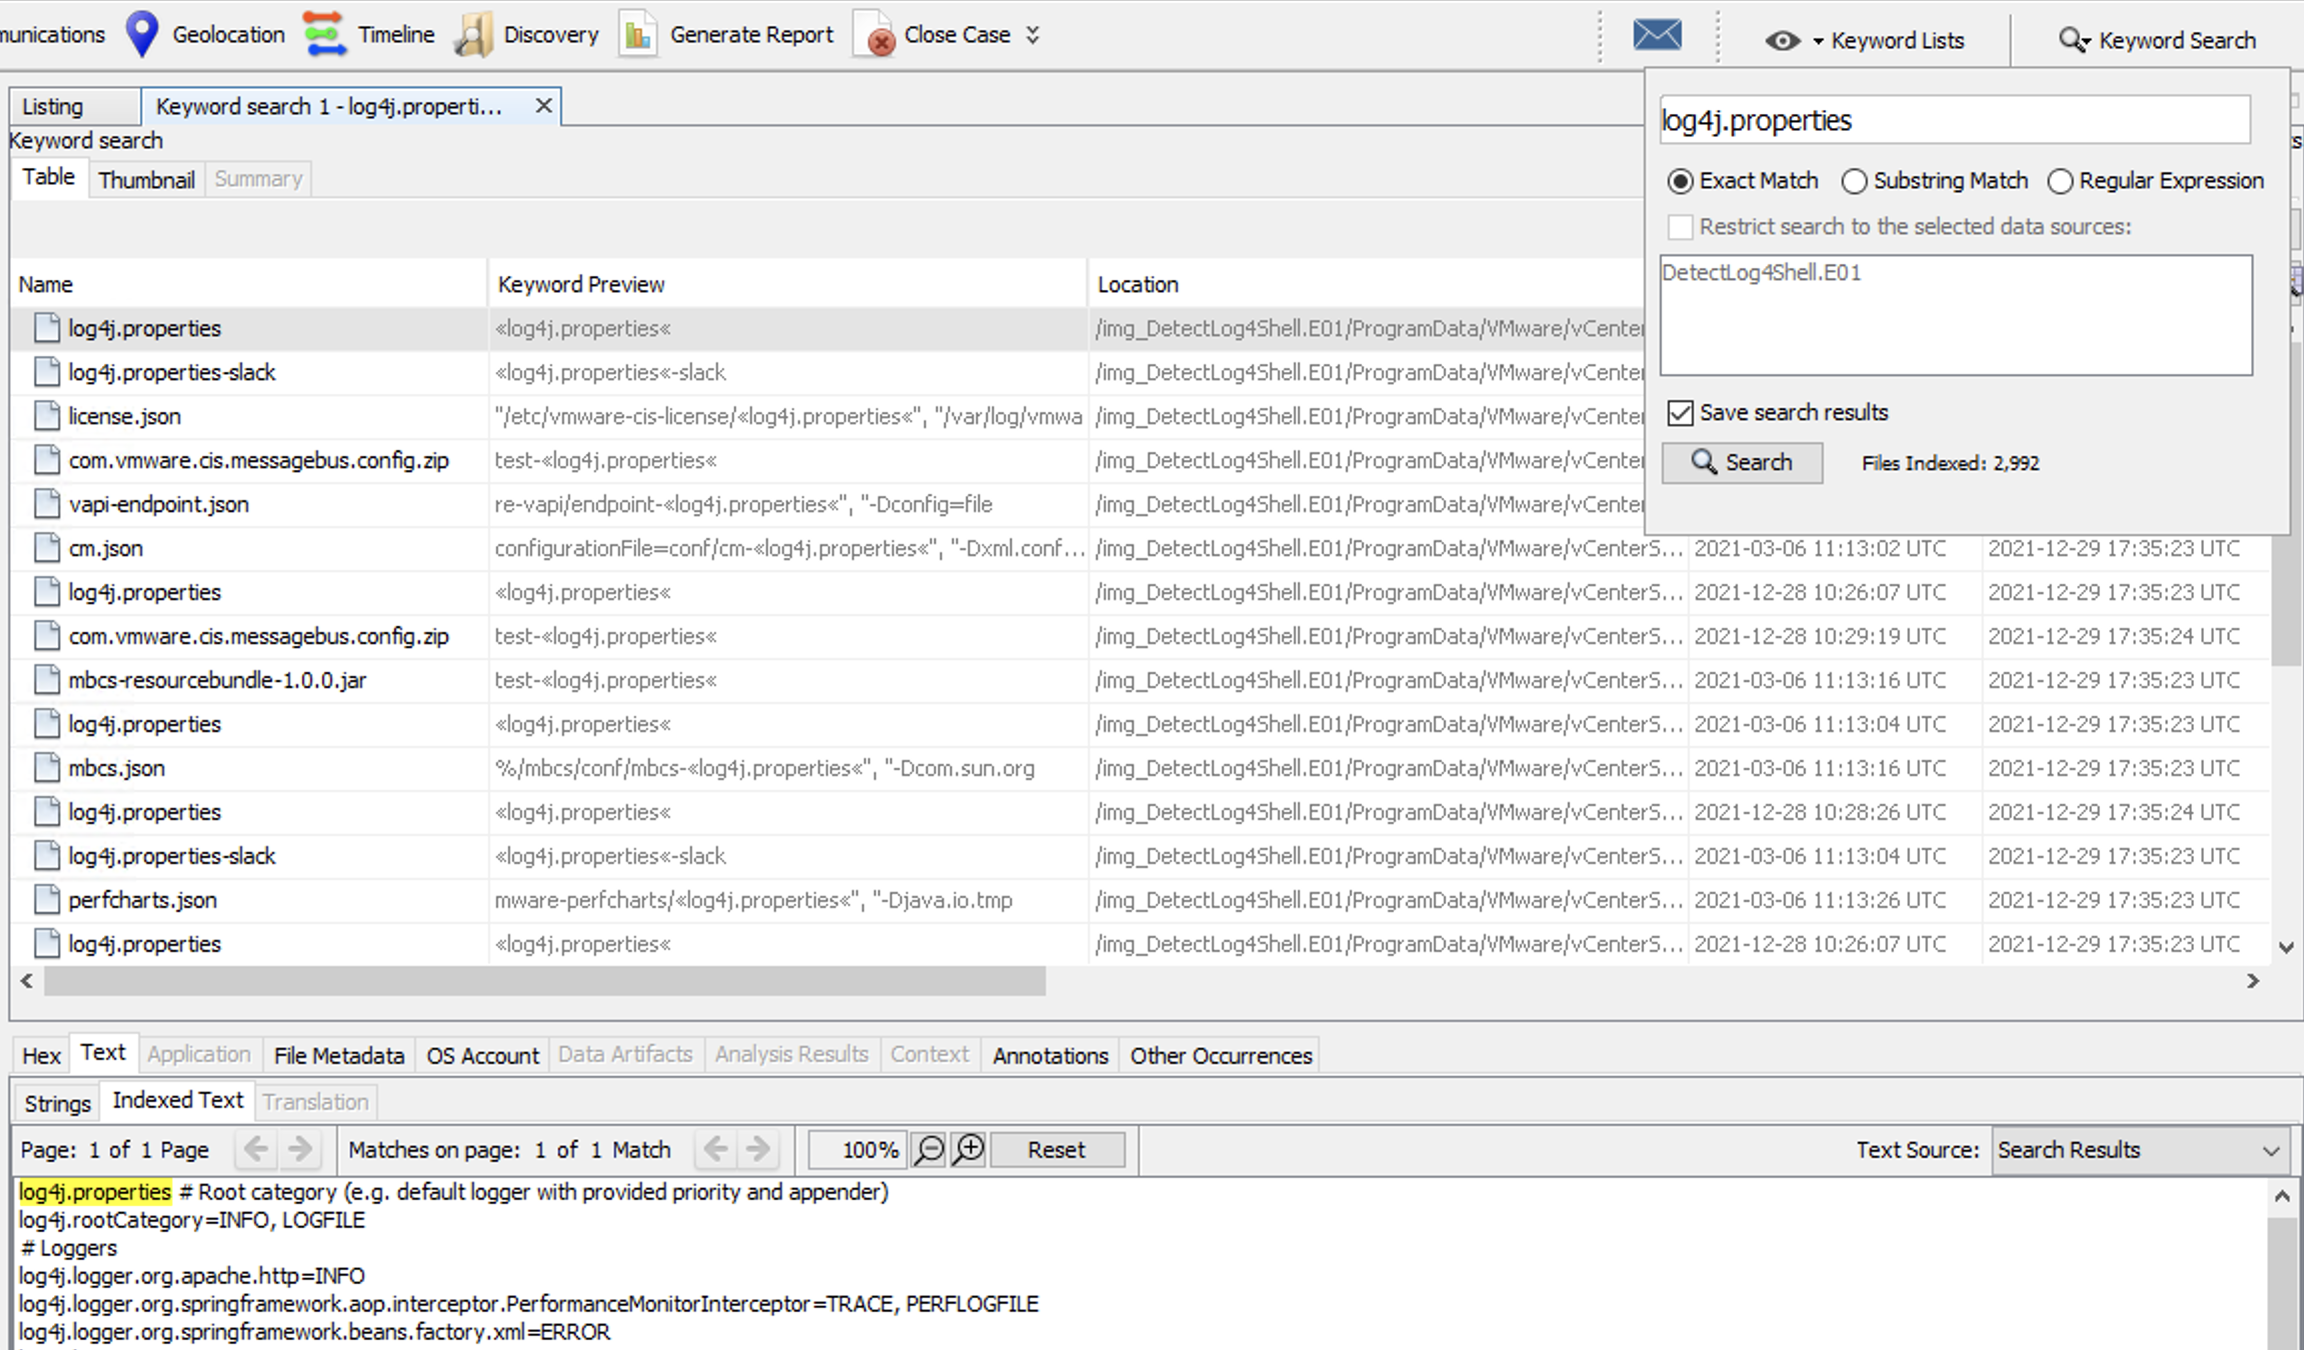 munications Geolocation Timeline Discovery Generate Report Close Case Keyword Lists Keyword Search
Listing Keyword search 1 - log4j.properti...
Keyword search
Table Thumbnail Summary
log4j.properties
Exact Match Substring Match Regular Expression
Restrict search to the selected data sources:
DetectLog4Shell.E01
Save search results
Search Files Indexed: 2,992
Name Keyword Preview Location
log4j.properties «log4j.properties« /img_DetectLog4Shell.E01/ProgramData/VMware/vCenter
log4j.properties-slack «log4j.properties«-slack /img_DetectLog4Shell.E01/ProgramData/VMware/vCenter
license.json "/etc/vmware-cis-license/«log4j.properties«", "/var/log/vmwa /img_DetectLog4Shell.E01/ProgramData/VMware/vCenter
com.vmware.cis.messagebus.config.zip test-«log4j.properties« /img_DetectLog4Shell.E01/ProgramData/VMware/vCenter
vapi-endpoint.json re-vapi/endpoint-«log4j.properties«", "-Dconfig=file /img_DetectLog4Shell.E01/ProgramData/VMware/vCenter
cm.json configurationFile=conf/cm-«log4j.properties«", "-Dxml.conf... /img_DetectLog4Shell.E01/ProgramData/VMware/vCenterS... 2021-03-06 11:13:02 UTC 2021-12-29 17:35:23 UTC
log4j.properties «log4j.properties« /img_DetectLog4Shell.E01/ProgramData/VMware/vCenterS... 2021-12-28 10:26:07 UTC 2021-12-29 17:35:23 UTC
com.vmware.cis.messagebus.config.zip test-«log4j.properties« /img_DetectLog4Shell.E01/ProgramData/VMware/vCenterS... 2021-12-28 10:29:19 UTC 2021-12-29 17:35:24 UTC
mbcs-resourcebundle-1.0.0.jar test-«log4j.properties« /img_DetectLog4Shell.E01/ProgramData/VMware/vCenterS... 2021-03-06 11:13:16 UTC 2021-12-29 17:35:23 UTC
log4j.properties «log4j.properties« /img_DetectLog4Shell.E01/ProgramData/VMware/vCenterS... 2021-03-06 11:13:04 UTC 2021-12-29 17:35:23 UTC
mbcs.json %/mbcs/conf/mbcs-«log4j.properties«", "-Dcom.sun.org /img_DetectLog4Shell.E01/ProgramData/VMware/vCenterS... 2021-03-06 11:13:16 UTC 2021-12-29 17:35:23 UTC
log4j.properties «log4j.properties« /img_DetectLog4Shell.E01/ProgramData/VMware/vCenterS... 2021-12-28 10:28:26 UTC 2021-12-29 17:35:24 UTC
log4j.properties-slack «log4j.properties«-slack /img_DetectLog4Shell.E01/ProgramData/VMware/vCenterS... 2021-03-06 11:13:04 UTC 2021-12-29 17:35:23 UTC
perfcharts.json mware-perfcharts/«log4j.properties«", "-Djava.io.tmp /img_DetectLog4Shell.E01/ProgramData/VMware/vCenterS... 2021-03-06 11:13:26 UTC 2021-12-29 17:35:23 UTC
log4j.properties «log4j.properties« /img_DetectLog4Shell.E01/ProgramData/VMware/vCenterS... 2021-12-28 10:26:07 UTC 2021-12-29 17:35:23 UTC
Hex Text Application File Metadata OS Account Data Artifacts Analysis Results Context Annotations Other Occurrences
Strings Indexed Text Translation
Page: 1 of 1 Page Matches on page: 1 of 1 Match 100% Reset Text Source: Search Results
log4j.properties # Root category (e.g. default logger with provided priority and appender)
log4j.rootCategory=INFO, LOGFILE
# Loggers
log4j.logger.org.apache.http=INFO
log4j.logger.org.springframework.aop.interceptor.PerformanceMonitorInterceptor=TRACE, PERFLOGFILE
log4j.logger.org.springframework.beans.factory.xml=ERROR